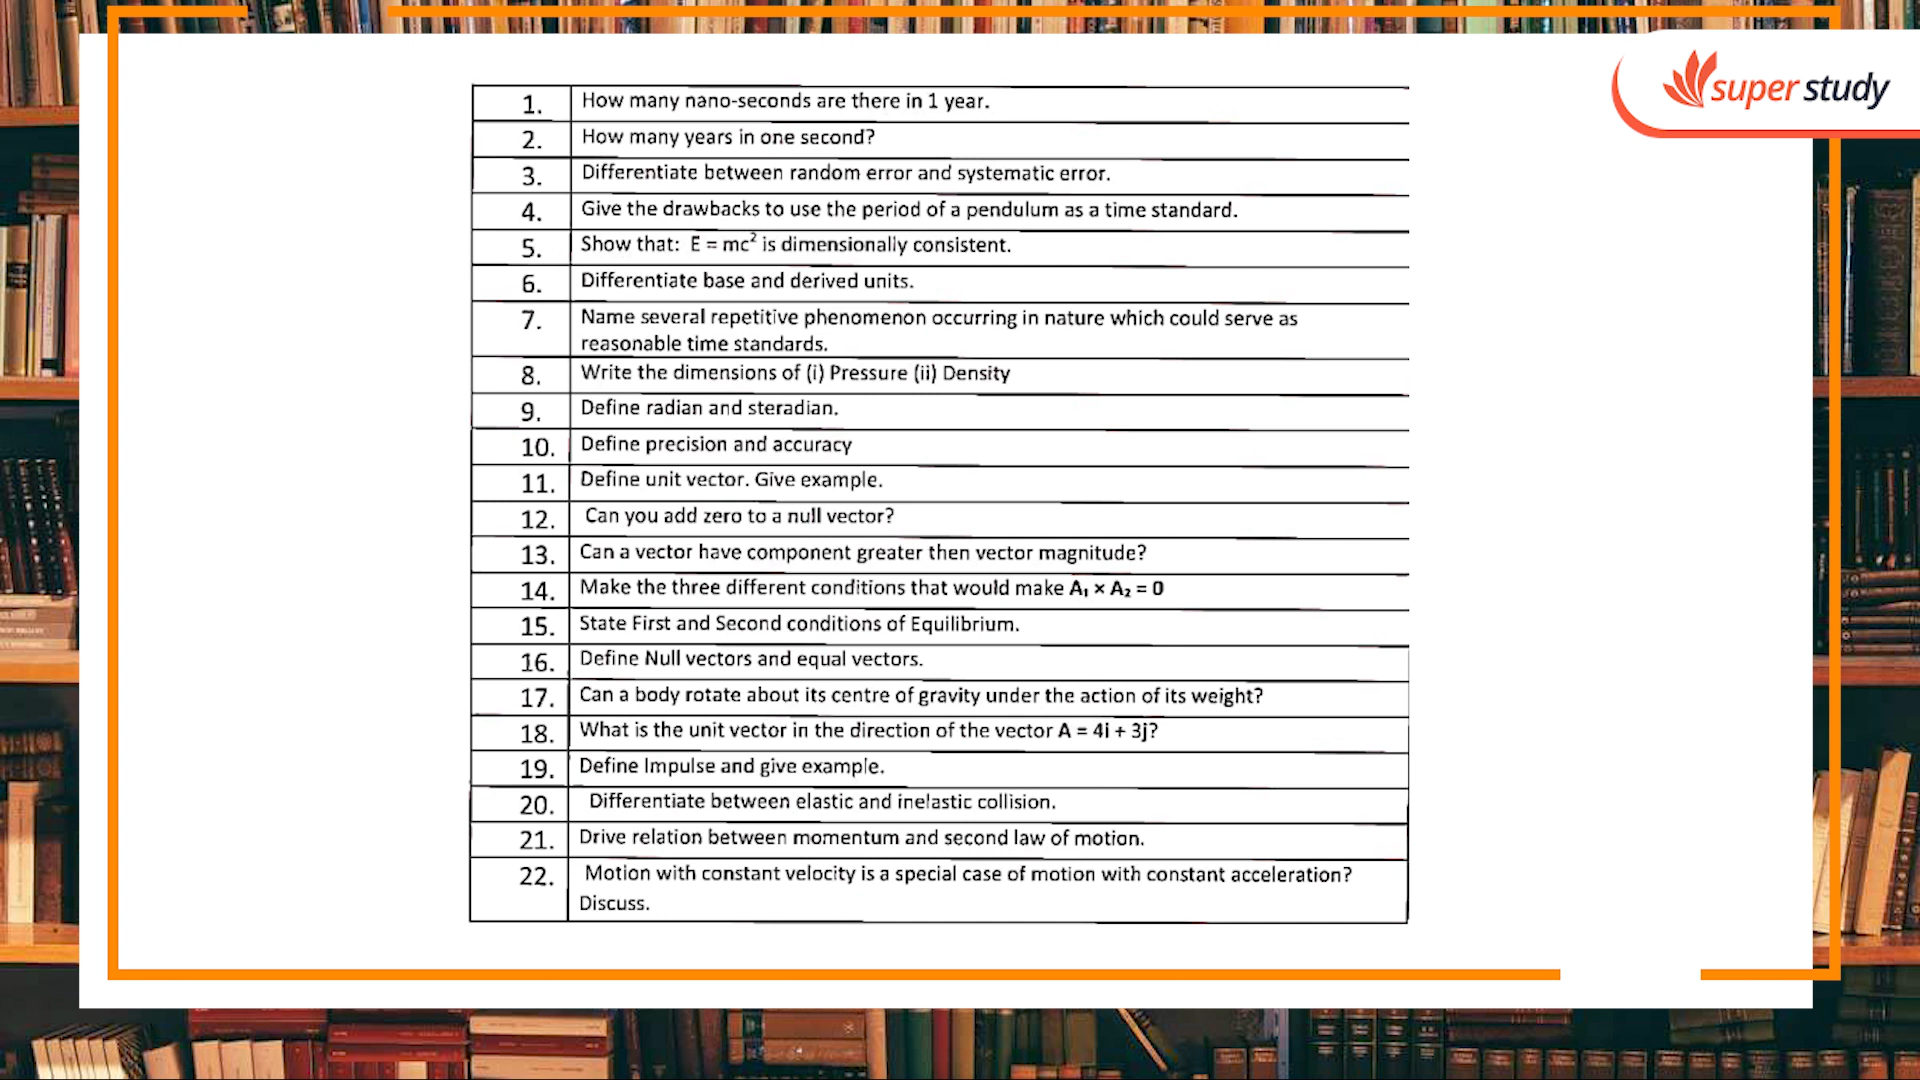 super study
1. How many nano-seconds are there in 1 year.
2. How many years in one second?
3. Differentiate between random error and systematic error.
4. Give the drawbacks to use the period of a pendulum as a time standard.
5. Show that: E = mc² is dimensionally consistent.
6. Differentiate base and derived units.
7. Name several repetitive phenomenon occurring in nature which could serve as
reasonable time standards.
8. Write the dimensions of (i) Pressure (ii) Density
9. Define radian and steradian.
10. Define precision and accuracy
11. Define unit vector. Give example.
12. Can you add zero to a null vector?
13. Can a vector have component greater then vector magnitude?
14. Make the three different conditions that would make A₁ × A₂ = 0
15. State First and Second conditions of Equilibrium.
16. Define Null vectors and equal vectors.
17. Can a body rotate about its centre of gravity under the action of its weight?
18. What is the unit vector in the direction of the vector A = 4i + 3j?
19. Define Impulse and give example.
20. Differentiate between elastic and inelastic collision.
21. Drive relation between momentum and second law of motion.
22. Motion with constant velocity is a special case of motion with constant acceleration?
Discuss.